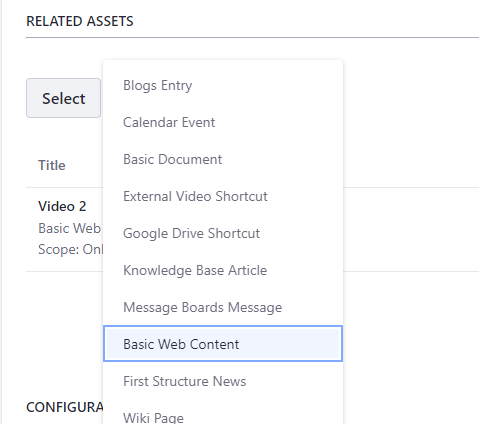 RELATED ASSETS
Select
Blogs Entry
Calendar Event
Basic Document
External Video Shortcut
Google Drive Shortcut
Knowledge Base Article
Message Boards Message
Basic Web Content
First Structure News
Wiki Page
Title
Video 2
Basic Web
Scope:
CONFIGURA